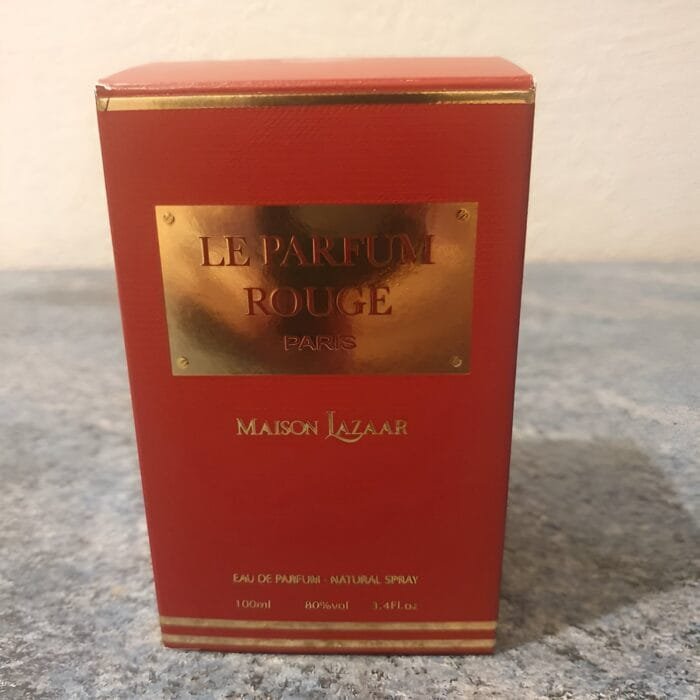 LE PARFUM
ROUGE
PARIS
MAISON LAZAAR
EAU DE PARFUM - NATURAL SPRAY
100ml 80%vol 3.4Fl.oz